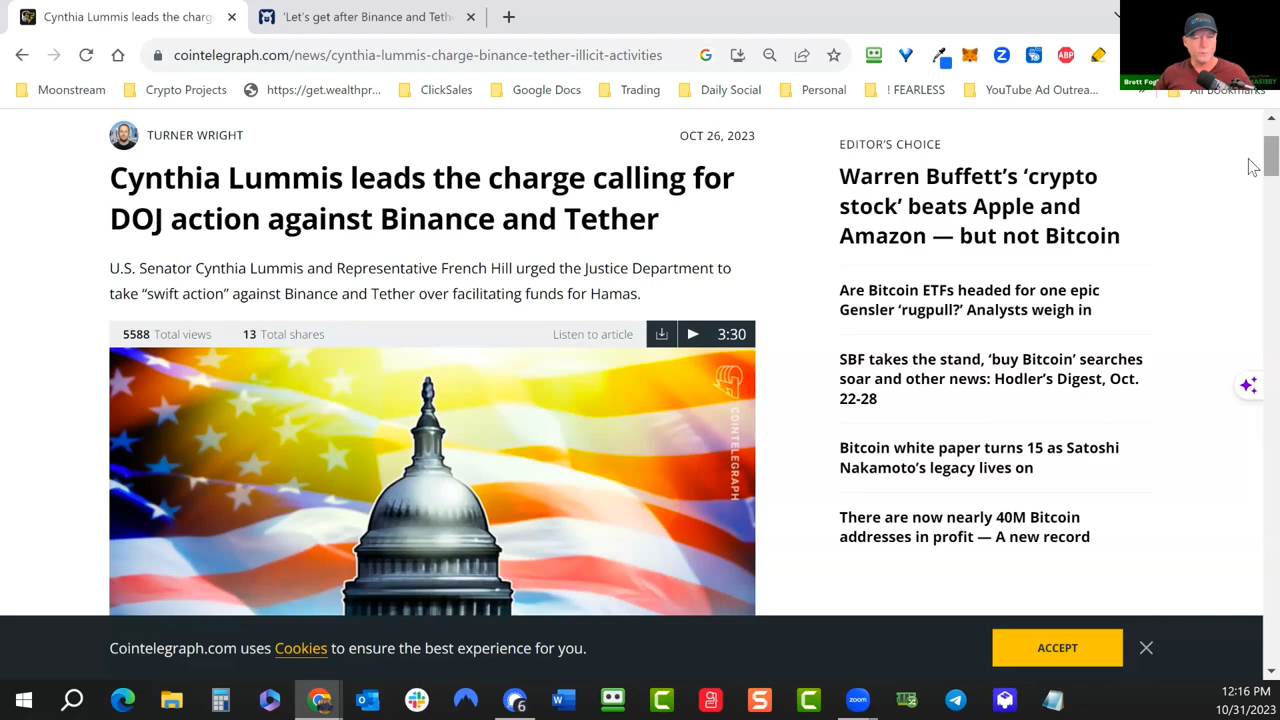 Cynthia Lummis leads the charg
'Let's get after Binance and Teth
cointelegraph.com/news/cynthia-lummis-charge-binance-tether-illicit-activities
Moonstream
Crypto Projects
https://get.wealthpr...
ClickSales
Google Docs
Trading
Daily Social
Personal
! FEARLESS
YouTube Ad Outrea...
»
All Bookmarks
Brett Fog
ABP
TURNER WRIGHT
OCT 26, 2023
Cynthia Lummis leads the charge calling for
DOJ action against Binance and Tether
U.S. Senator Cynthia Lummis and Representative French Hill urged the Justice Department to
take “swift action” against Binance and Tether over facilitating funds for Hamas.
5588 Total views
13 Total shares
Listen to article
3:30
COINTELEGRAPH
EDITOR'S CHOICE
Warren Buffett’s ‘crypto
stock’ beats Apple and
Amazon — but not Bitcoin
Are Bitcoin ETFs headed for one epic
Gensler ‘rugpull?’ Analysts weigh in
SBF takes the stand, ‘buy Bitcoin’ searches
soar and other news: Hodler’s Digest, Oct.
22-28
Bitcoin white paper turns 15 as Satoshi
Nakamoto’s legacy lives on
There are now nearly 40M Bitcoin
addresses in profit — A new record
Cointelegraph.com uses Cookies to ensure the best experience for you.
ACCEPT
zoom
6
12:16 PM
10/31/2023